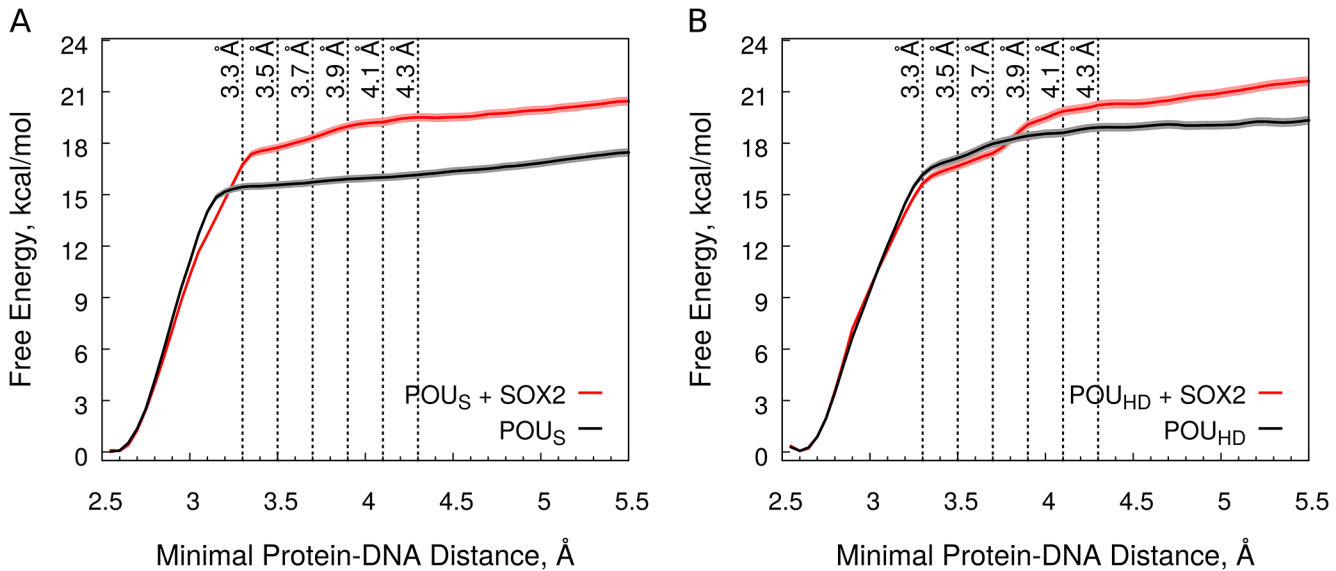 A
24
21
18
15
12
9
6
3
0
Free Energy, kcal/mol
3.3 Å
3.5 Å
3.7 Å
3.9 Å
4.1 Å
4.3 Å
POUS + SOX2
POUS
2.5 3 3.5 4 4.5 5 5.5
Minimal Protein-DNA Distance, Å
B
24
21
18
15
12
9
6
3
0
Free Energy, kcal/mol
3.3 Å
3.5 Å
3.7 Å
3.9 Å
4.1 Å
4.3 Å
POUHD + SOX2
POUHD
2.5 3 3.5 4 4.5 5 5.5
Minimal Protein-DNA Distance, Å